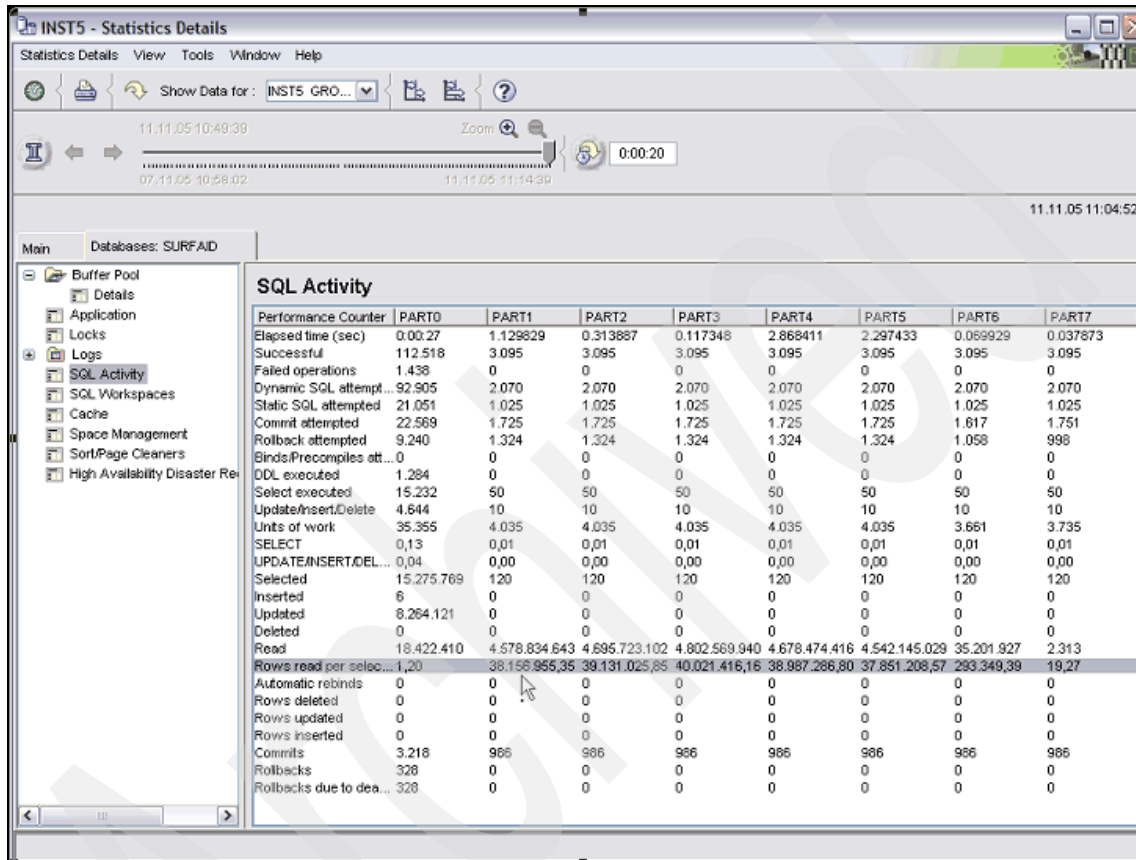 INST5 - Statistics Details
Statistics Details View Tools Window Help
Show Data for : INST5 GRO...
11.11.05 10:49:39 Zoom
0:00:20
07.11.05 10:58:02 11.11.05 11:14:39
11.11.05 11:04:52
Main Databases: SURFAID
Buffer Pool
Details
Application
Locks
Logs
SQL Activity
SQL Workspaces
Cache
Space Management
Sort/Page Cleaners
High Availability Disaster Re
SQL Activity
Performance Counter PART0 PART1 PART2 PART3 PART4 PART5 PART6 PART7
Elapsed time (sec) 0:00:27 1.129829 0.313887 0.117348 2.868411 2.297433 0.069929 0.037873
Successful 112.518 3.095 3.095 3.095 3.095 3.095 3.095 3.095
Failed operations 1.438 0 0 0 0 0 0 0
Dynamic SQL attempt... 92.905 2.070 2.070 2.070 2.070 2.070 2.070 2.070
Static SQL attempted 21.051 1.025 1.025 1.025 1.025 1.025 1.025 1.025
Commit attempted 22.569 1.725 1.725 1.725 1.725 1.725 1.617 1.751
Rollback attempted 9.240 1.324 1.324 1.324 1.324 1.324 1.058 998
Binds/Precompiles att... 0 0 0 0 0 0 0 0
DDL executed 1.284 0 0 0 0 0 0 0
Select executed 15.232 50 50 50 50 50 50 50
Update/Insert/Delete 4.644 10 10 10 10 10 10 10
Units of work 35.355 4.035 4.035 4.035 4.035 4.035 3.661 3.735
SELECT 0,13 0,01 0,01 0,01 0,01 0,01 0,01 0,01
UPDATE/INSERT/DEL... 0,04 0,00 0,00 0,00 0,00 0,00 0,00 0,00
Selected 15.275.769 120 120 120 120 120 120 120
Inserted 6 0 0 0 0 0 0 0
Updated 8.264.121 0 0 0 0 0 0 0
Deleted 0 0 0 0 0 0 0 0
Read 18.422.410 4.578.834.643 4.695.723.102 4.802.569.940 4.678.474.416 4.542.145.029 35.201.927 2.313
Rows read per selec... 1,20 38.156.955,35 39.131.025,85 40.021.416,16 38.987.286,80 37.851.208,57 293.349,39 19,27
Automatic rebinds 0 0 0 0 0 0 0 0
Rows deleted 0 0 0 0 0 0 0 0
Rows updated 0 0 0 0 0 0 0 0
Rows inserted 0 0 0 0 0 0 0 0
Commits 3.218 986 986 986 986 986 986 986
Rollbacks 328 0 0 0 0 0 0 0
Rollbacks due to dea... 328 0 0 0 0 0 0 0